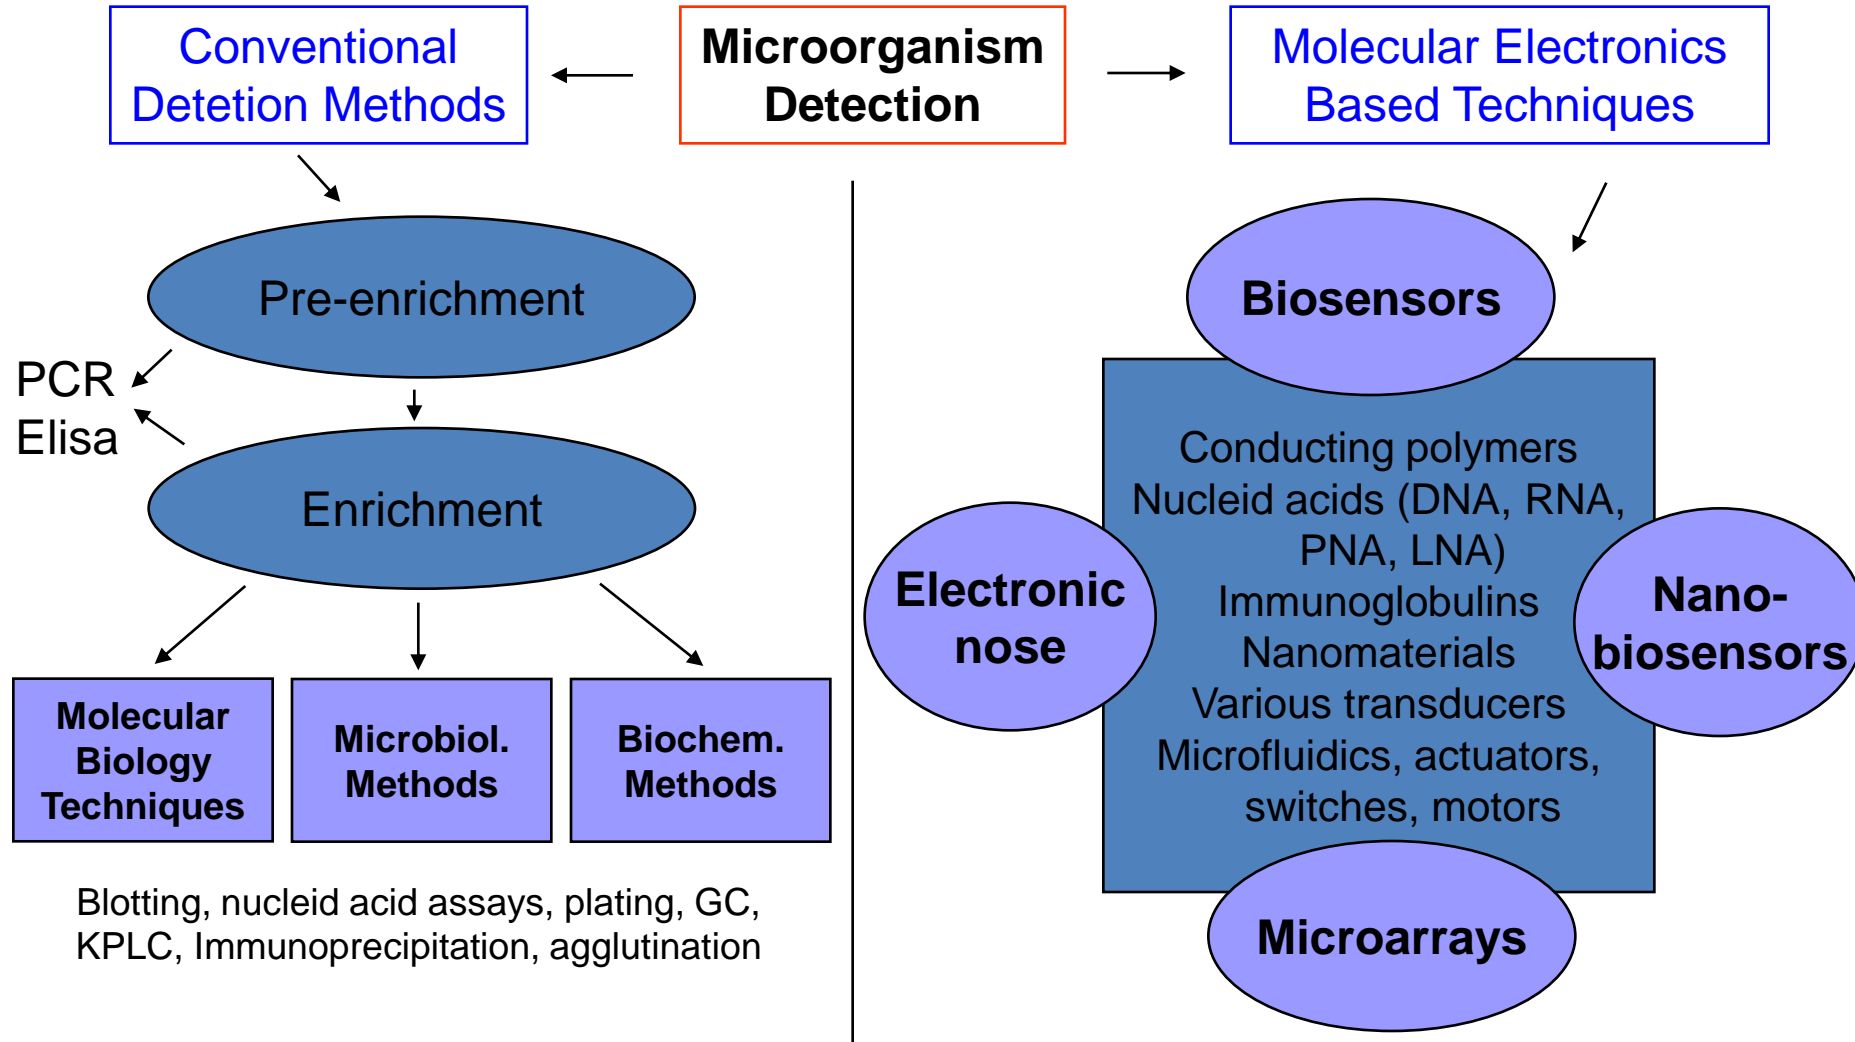 Conventional
Detetion Methods
Microorganism
Detection
Molecular Electronics
Based Techniques
Pre-enrichment
PCR
Elisa
Enrichment
Molecular
Biology
Techniques
Microbiol.
Methods
Biochem.
Methods
Blotting, nucleid acid assays, plating, GC,
KPLC, Immunoprecipitation, agglutination
Biosensors
Conducting polymers
Nucleid acids (DNA, RNA,
PNA, LNA)
Immunoglobulins
Nanomaterials
Various transducers
Microfluidics, actuators,
switches, motors
Electronic
nose
Nano-
biosensors
Microarrays